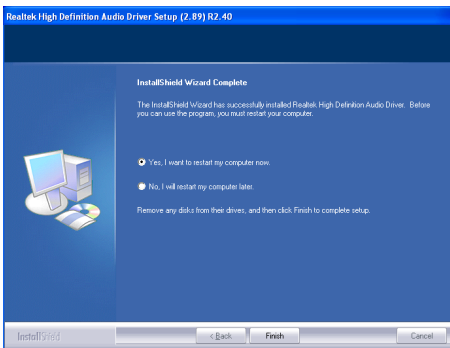 Realtek High Definition Audio Driver Setup (2.89) R2.40
InstallShield Wizard Complete
The InstallShield Wizard has successfully installed Realtek High Definition Audio Driver. Before
you can use the program, you must restart your computer.
Yes, I want to restart my computer now.
No, I will restart my computer later.
Remove any disks from their drives, and then click Finish to complete setup.
InstallShield
< Back Finish Cancel